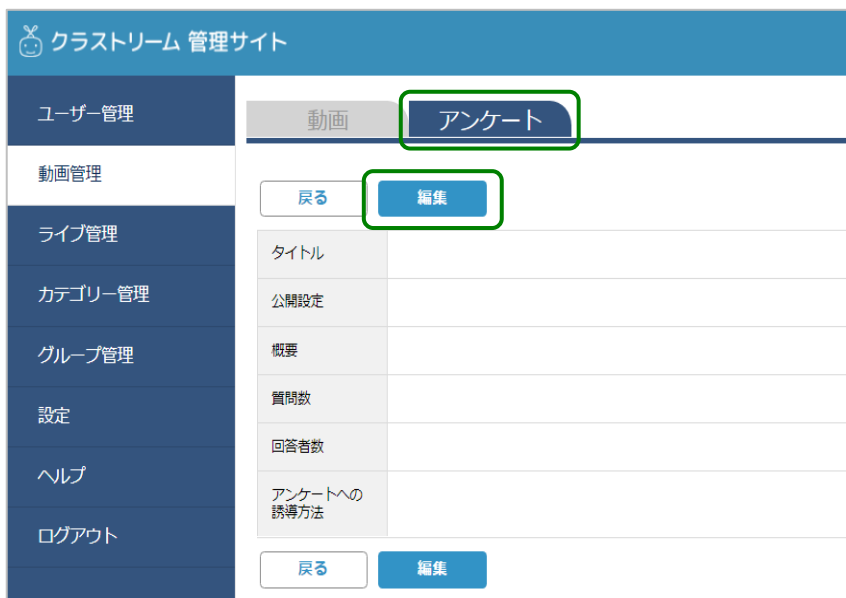 クラストリーム 管理サイト
ユーザー管理
動画管理
ライブ管理
カテゴリー管理
グループ管理
設定
ヘルプ
ログアウト
動画
アンケート
戻る
編集
タイトル
公開設定
概要
質問数
回答者数
アンケートへの
誘導方法
戻る
編集